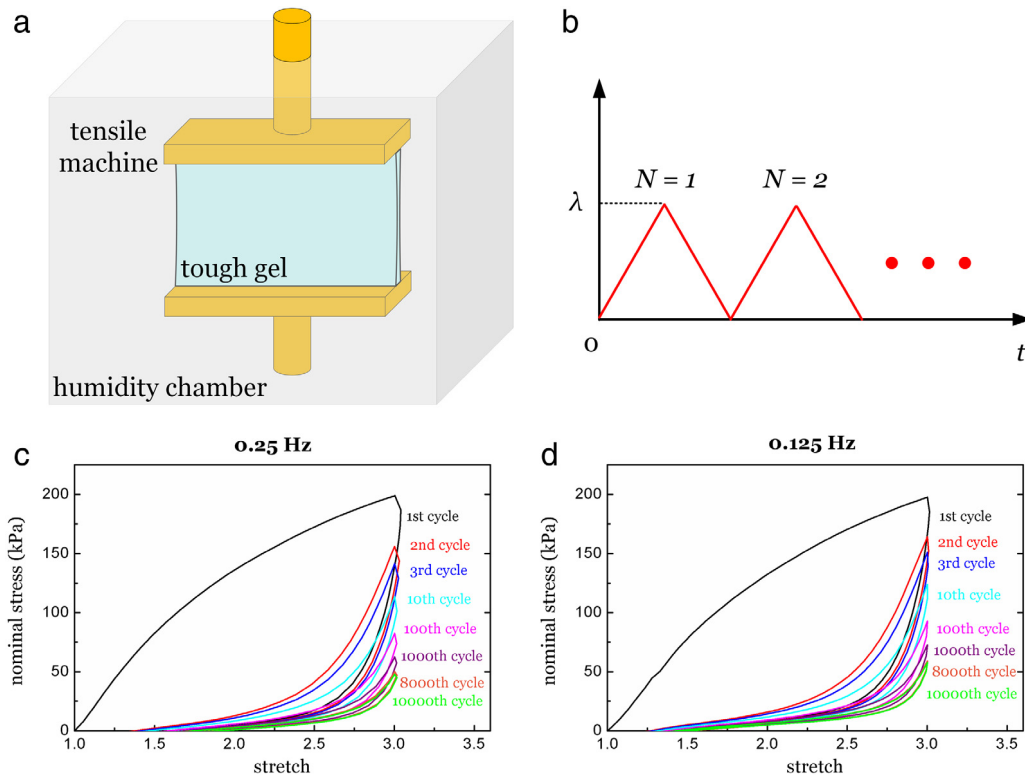 a
tensile
machine
tough gel
humidity chamber
b
N = 1
N = 2
λ
0
t
c
0.25 Hz
nominal stress (kPa)
200
150
100
50
0
1.0
1.5
2.0
2.5
3.0
3.5
stretch
1st cycle
2nd cycle
3rd cycle
10th cycle
100th cycle
1000th cycle
8000th cycle
10000th cycle
d
0.125 Hz
nominal stress (kPa)
200
150
100
50
0
1.0
1.5
2.0
2.5
3.0
3.5
stretch
1st cycle
2nd cycle
3rd cycle
10th cycle
100th cycle
1000th cycle
8000th cycle
10000th cycle